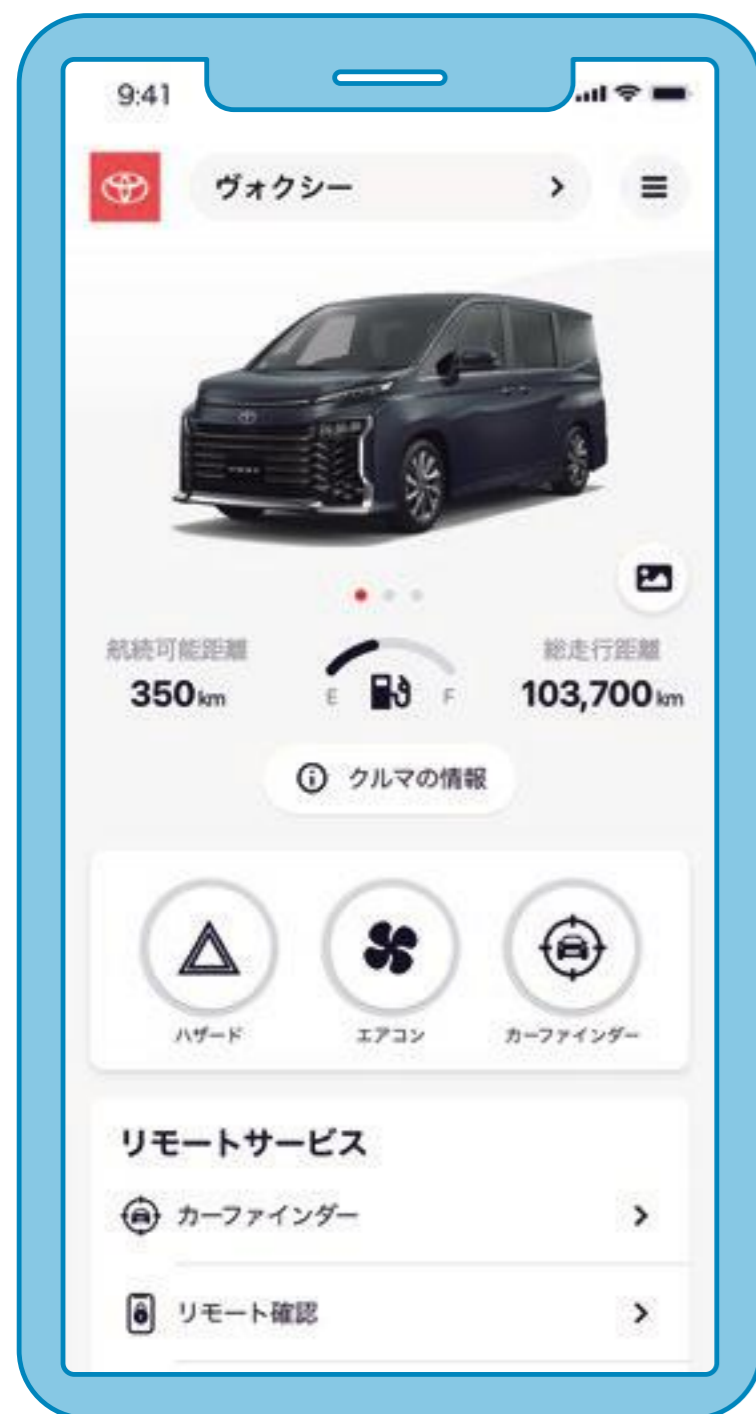 9:41
ヴォクシー
航続可能距離
350km
E F
総走行距離
103,700km
クルマの情報
ハザード
エアコン
カーファインダー
リモートサービス
カーファインダー
リモート確認